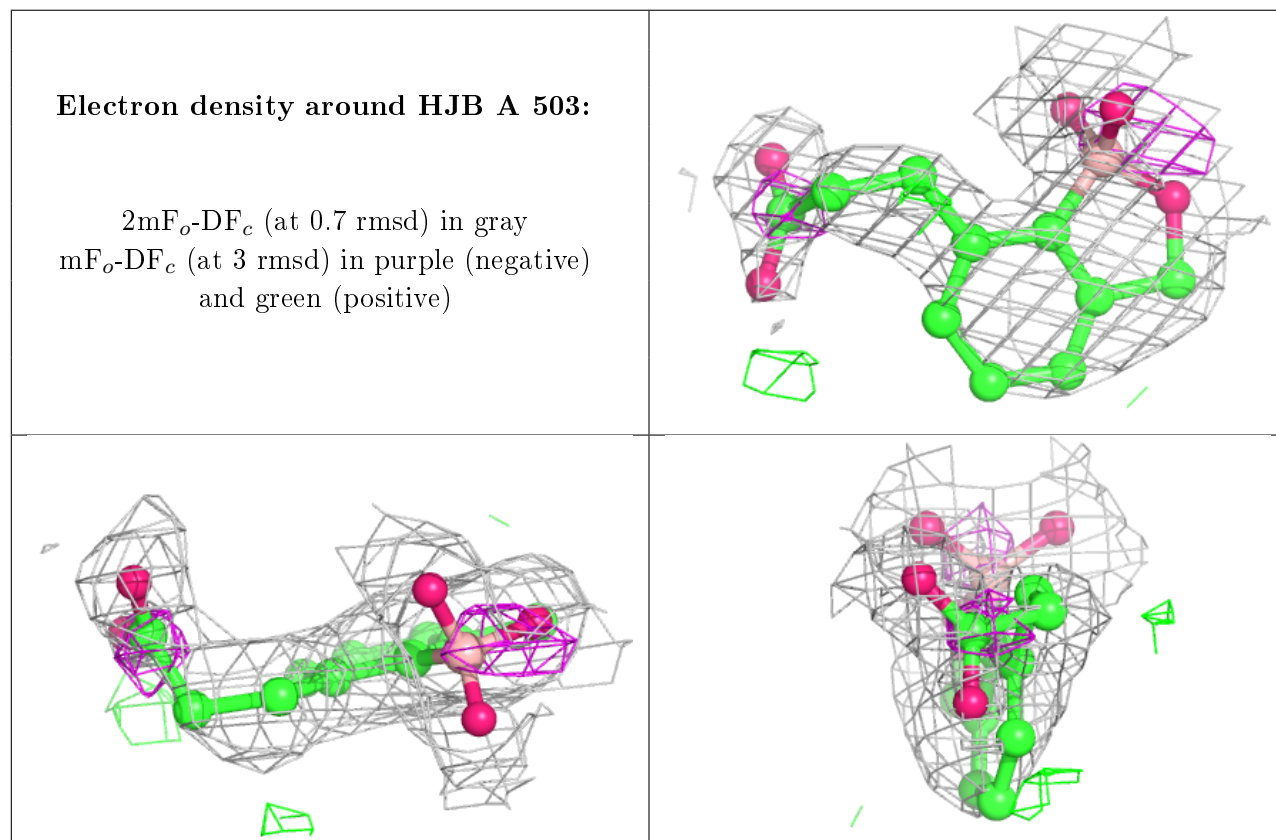 Electron density around HJB A 503:
2mFₒ-DF𝒸 (at 0.7 rmsd) in gray
mFₒ-DF𝒸 (at 3 rmsd) in purple (negative)
and green (positive)